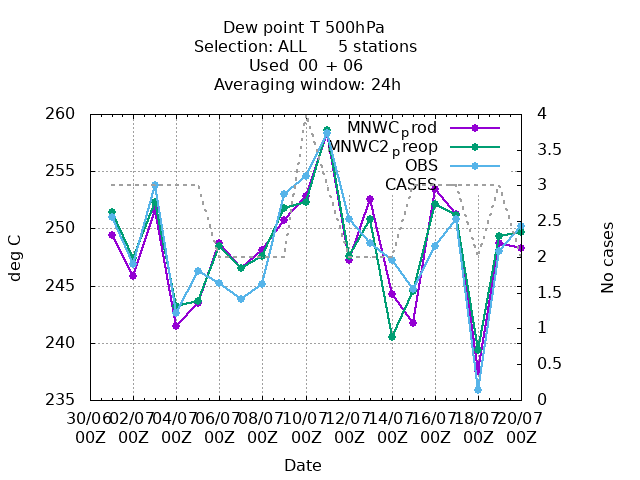 Dew point T 500hPa
Selection: ALL 5 stations
Used 00 + 06
Averaging window: 24h
260 4
MNWCprod
MNWC2preop
OBS
CASES
255 3.5
3
250 2.5
245 2
1.5
240 1
0.5
235 0
deg C
No cases
30/06 02/07 04/07 06/07 08/07 10/07 12/07 14/07 16/07 18/07 20/07
00Z 00Z 00Z 00Z 00Z 00Z 00Z 00Z 00Z 00Z 00Z
Date